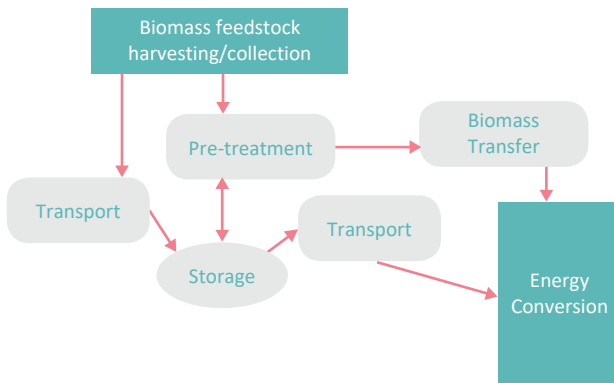 Biomass feedstock
harvesting/collection
Biomass
Transfer
Pre-treatment
Transport
Transport
Storage
Energy
Conversion